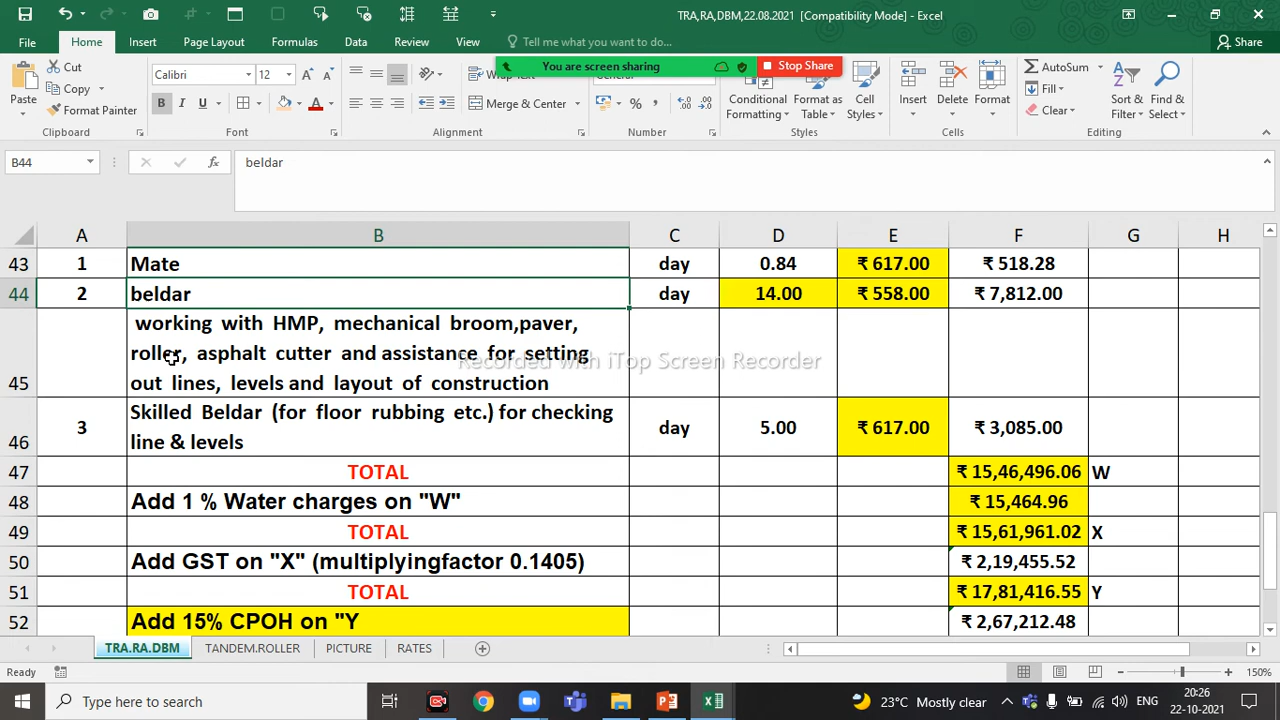 TRA,RA,DBM,22.08.2021 [Compatibility Mode] - Excel
File Home Insert Page Layout Formulas Data Review View Tell me what you want to do... Share
You are screen sharing Stop Share
Cut
Copy
Format Painter
Paste
Clipboard
Calibri 12
B I U
Font
Wrap Text
Merge & Center
Alignment
General
Number
Conditional Formatting
Format as Table
Cell Styles
Styles
Insert Delete Format
Cells
AutoSum
Fill
Clear
Sort & Filter
Find & Select
Editing
B44 fx beldar
A B C D E F G H
43 1 Mate day 0.84 ₹ 617.00 ₹ 518.28
44 2 beldar day 14.00 ₹ 558.00 ₹ 7,812.00
working with HMP, mechanical broom,paver,
roller, asphalt cutter and assistance for setting
45 out lines, levels and layout of construction
Recorded with iTop Screen Recorder
46 3 Skilled Beldar (for floor rubbing etc.) for checking
line & levels day 5.00 ₹ 617.00 ₹ 3,085.00
47 TOTAL ₹ 15,46,496.06 W
48 Add 1 % Water charges on "W" ₹ 15,464.96
49 TOTAL ₹ 15,61,961.02 X
50 Add GST on "X" (multiplyingfactor 0.1405) ₹ 2,19,455.52
51 TOTAL ₹ 17,81,416.55 Y
52 Add 15% CPOH on "Y ₹ 2,67,212.48
TRA.RA.DBM TANDEM.ROLLER PICTURE RATES
Ready 150%
Type here to search
23°C Mostly clear ENG 20:26
22-10-2021